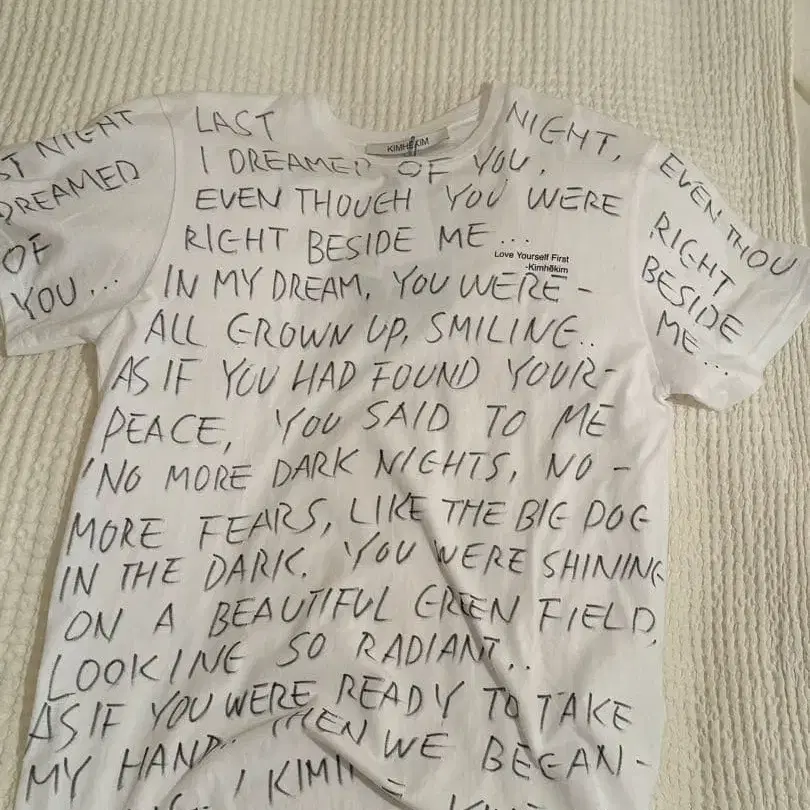 LAST NIGHT,
I DREAMED OF YOU,
EVEN THOUGH YOU WERE
RIGHT BESIDE ME...
IN MY DREAM, YOU WERE -
ALL GROWN UP, SMILING..
AS IF YOU HAD FOUND YOUR-
PEACE, YOU SAID TO ME
'NO MORE DARK NIGHTS, NO -
MORE FEARS, LIKE THE BIG DOG
IN THE DARK. YOU WERE SHINING
ON A BEAUTIFUL GREEN FIELD,
LOOKING SO RADIANT..
AS IF YOU WERE READY TO TAKE
MY HAND. THEN WE BEGAN-
KIMHĒKIM
Love Yourself First
-Kimhēkim
ST NIGHT
DREAMED
OF
YOU...
EVEN THOU
RIGHT
BESIDE
ME...